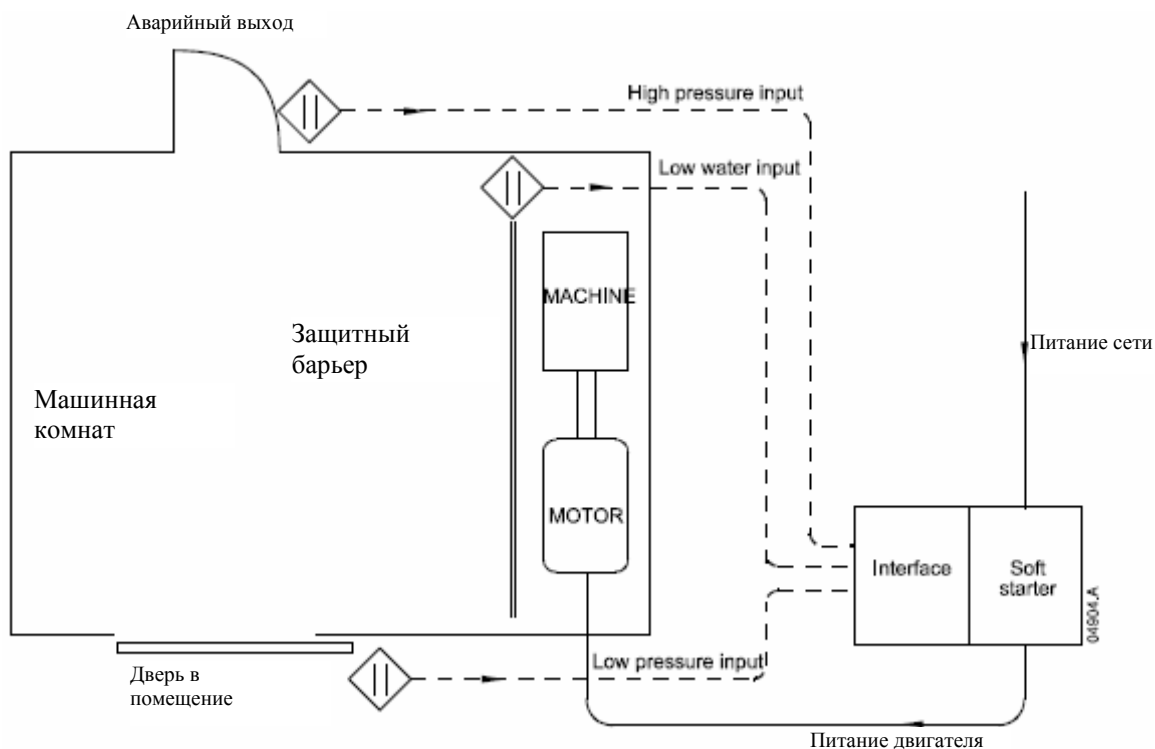 Аварийный выход
High pressure input
Low water input
MACHINE
Питание сети
Защитный
барьер
Машинная
комнат
MOTOR
Interface
Soft
starter
04904.A
Low pressure input
Дверь в
помещение
Питание двигателя